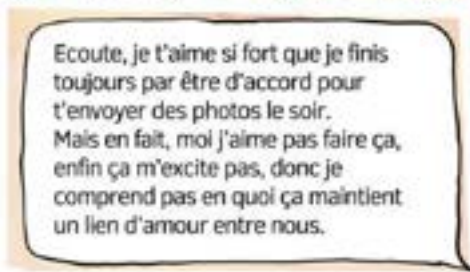 Ecoute, je t'aime si fort que je finis
toujours par être d'accord pour
t'envoyer des photos le soir.
Mais en fait, moi j'aime pas faire ça,
enfin ça m'excite pas, donc je
comprend pas en quoi ça maintient
un lien d'amour entre nous.